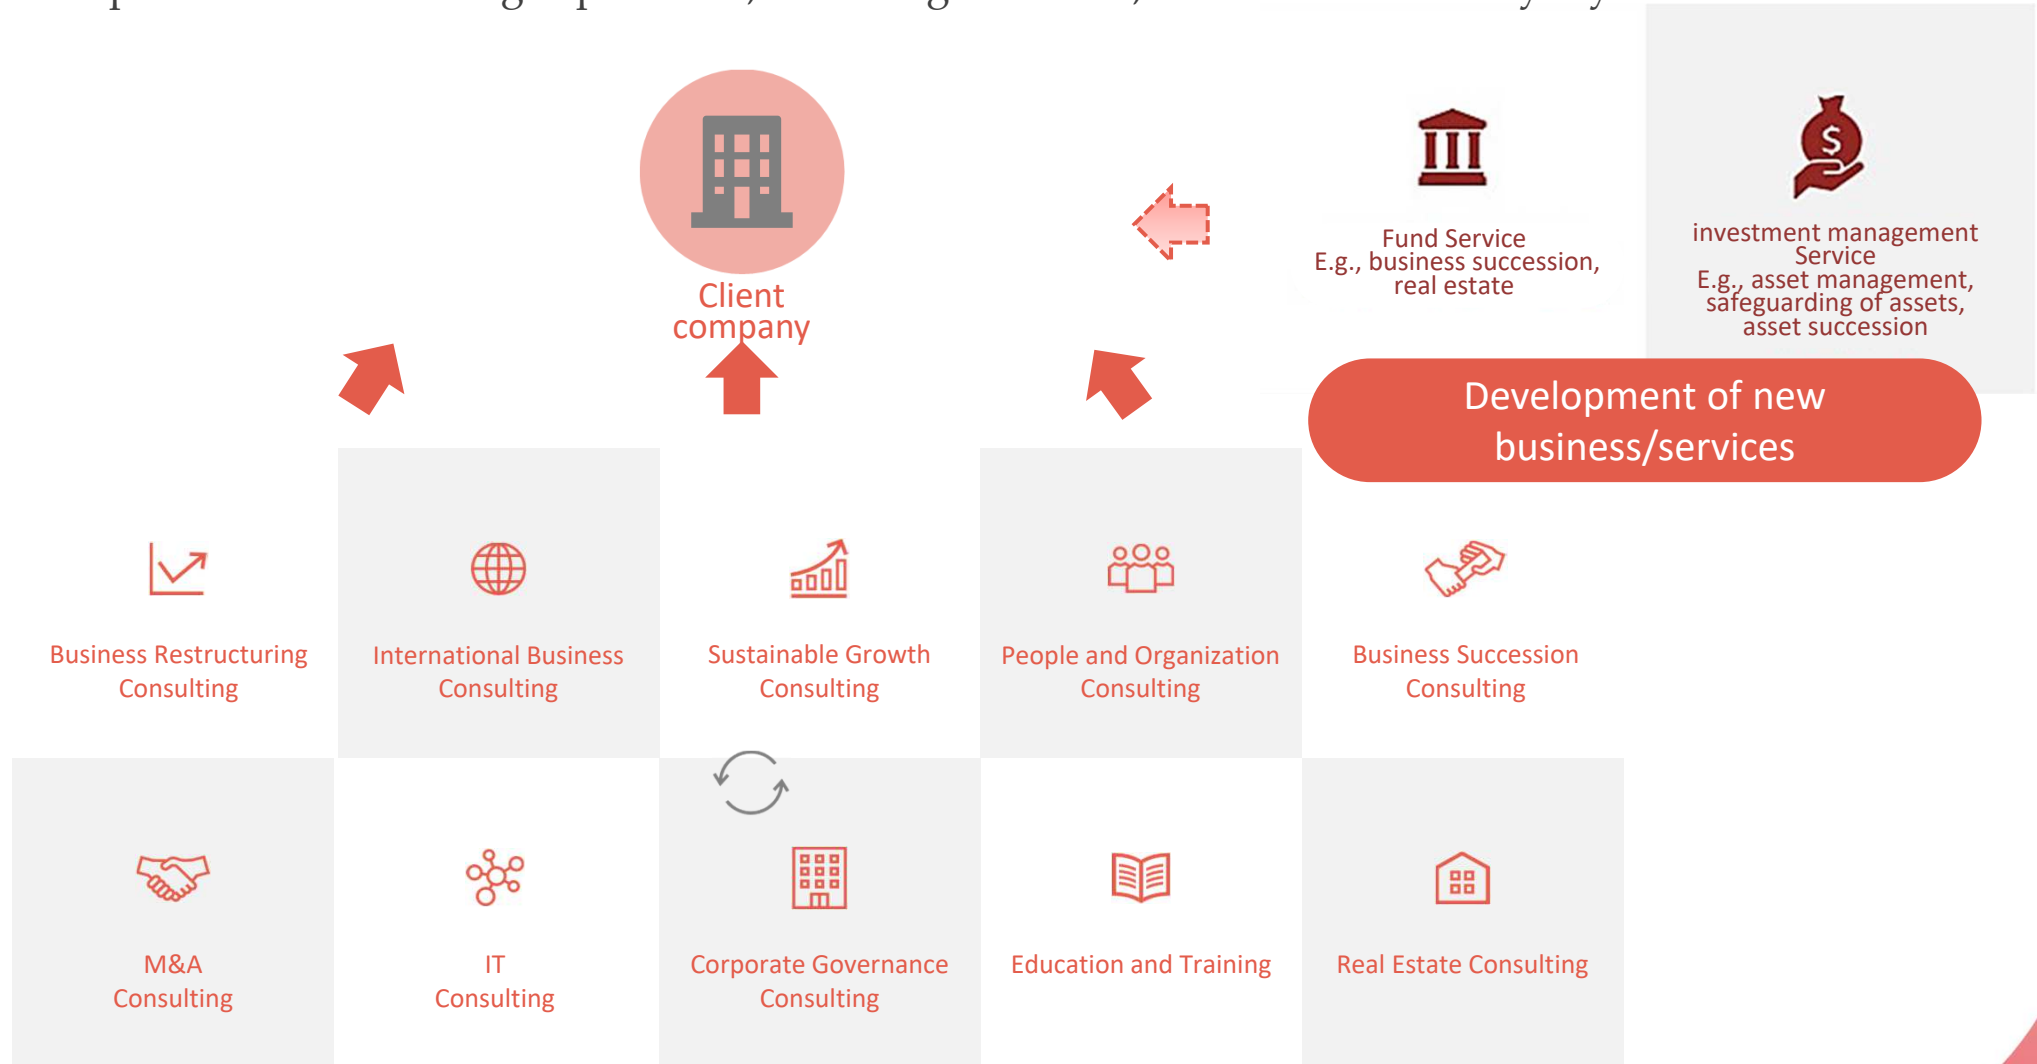 Client
company
Fund Service
E.g., business succession,
real estate
investment management
Service
E.g., asset management,
safeguarding of assets,
asset succession
Development of new
business/services
Business Restructuring
Consulting
International Business
Consulting
Sustainable Growth
Consulting
People and Organization
Consulting
Business Succession
Consulting
M&A
Consulting
IT
Consulting
Corporate Governance
Consulting
Education and Training
Real Estate Consulting